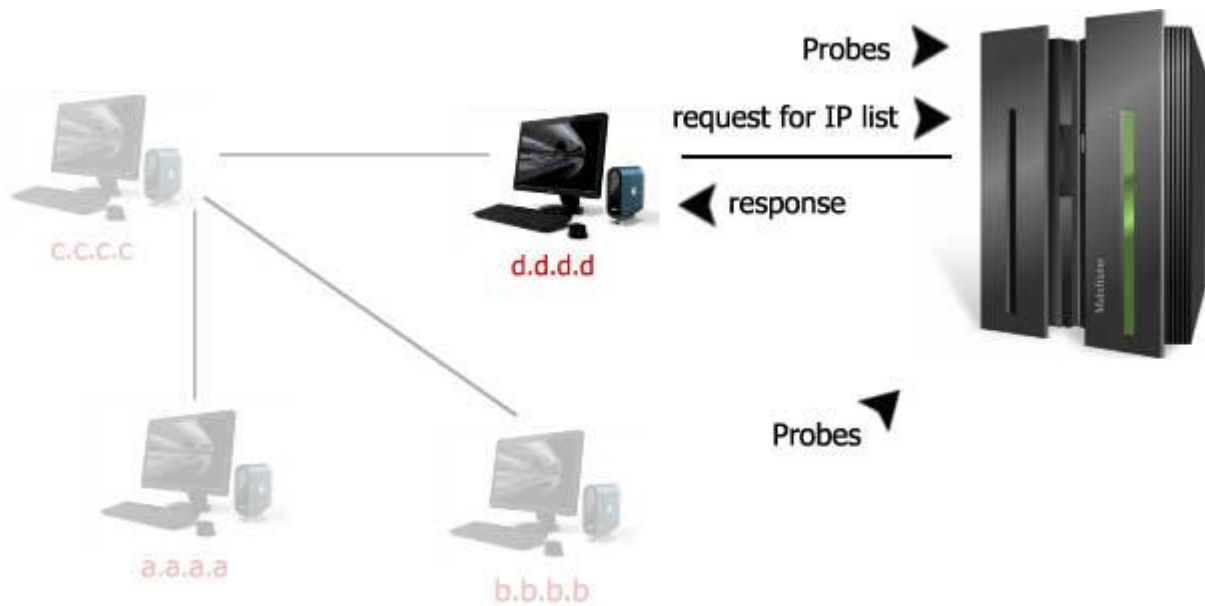 Probes
request for IP list
response
c.c.c.c
d.d.d.d
Probes
a.a.a.a
b.b.b.b